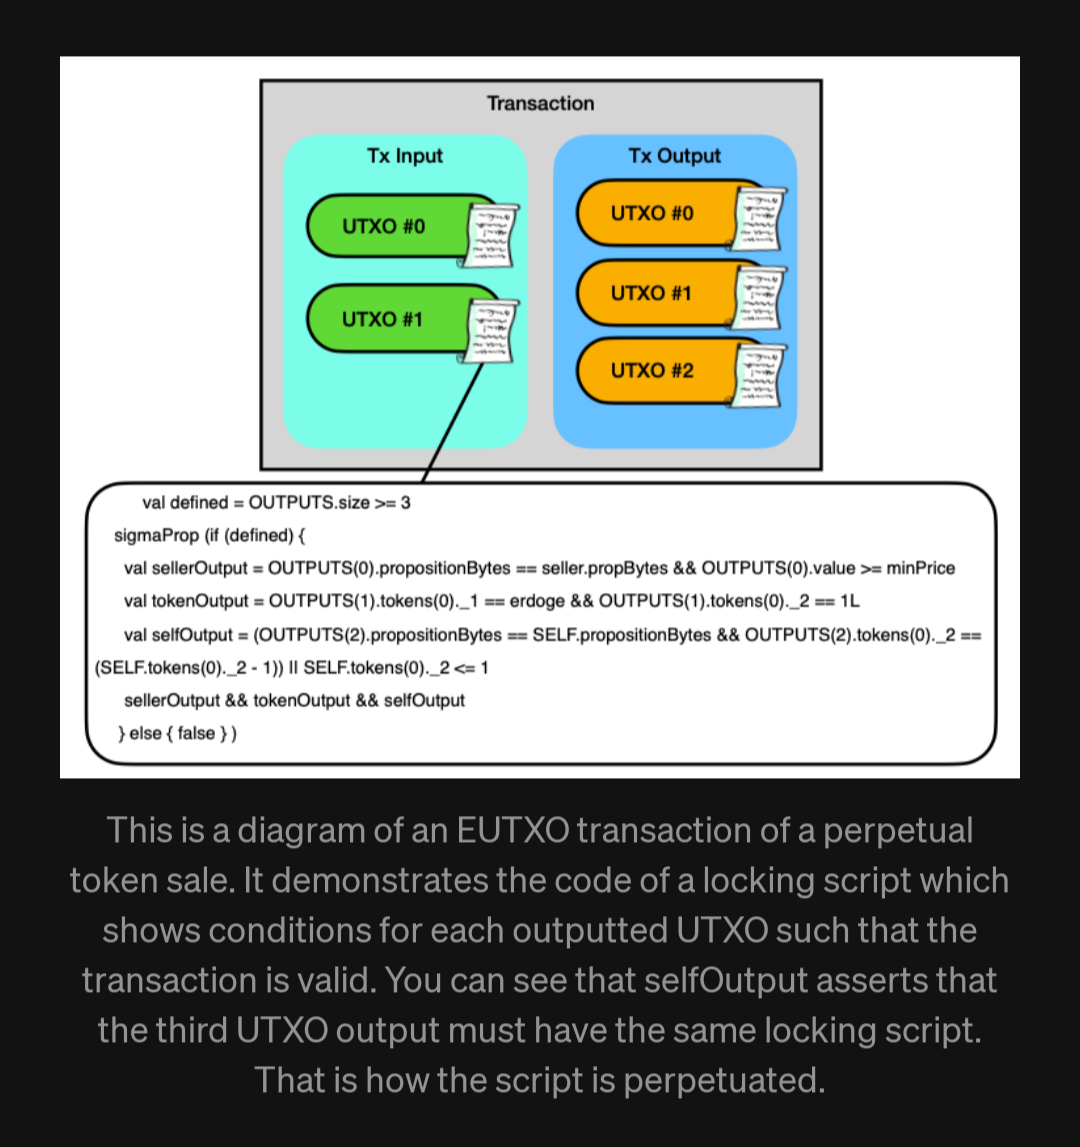 Transaction
Tx Input
Tx Output
UTXO #0
UTXO #1
UTXO #0
UTXO #1
UTXO #2
val defined = OUTPUTS.size >= 3
sigmaProp (if (defined) {
val sellerOutput = OUTPUTS(0).propositionBytes == seller.propBytes && OUTPUTS(0).value >= minPrice
val tokenOutput = OUTPUTS(1).tokens(0)._1 == erdoge && OUTPUTS(1).tokens(0)._2 == 1L
val selfOutput = (OUTPUTS(2).propositionBytes == SELF.propositionBytes && OUTPUTS(2).tokens(0)._2 ==
(SELF.tokens(0)._2 - 1)) || SELF.tokens(0)._2 <= 1
sellerOutput && tokenOutput && selfOutput
} else { false } )
This is a diagram of an EUTXO transaction of a perpetual
token sale. It demonstrates the code of a locking script which
shows conditions for each outputted UTXO such that the
transaction is valid. You can see that selfOutput asserts that
the third UTXO output must have the same locking script.
That is how the script is perpetuated.